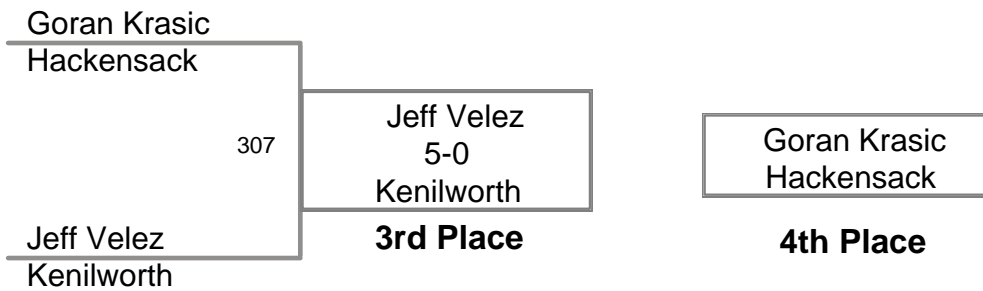 Goran Krasic
Hackensack
307
Jeff Velez
Kenilworth
Jeff Velez
5-0
Kenilworth
3rd Place
Goran Krasic
Hackensack
4th Place